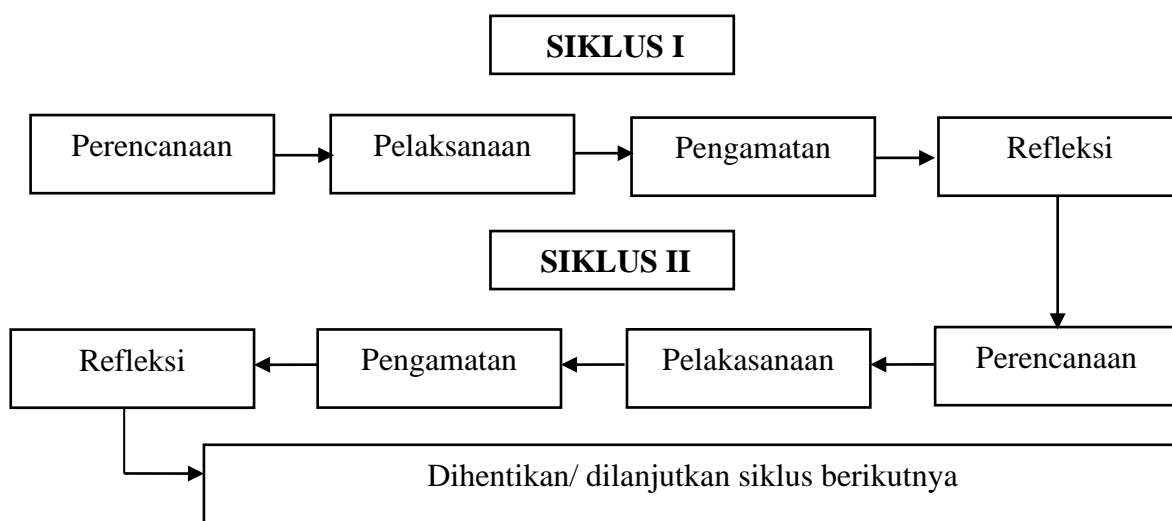 SIKLUS I
Perencanaan
Pelaksanaan
Pengamatan
Refleksi
SIKLUS II
Refleksi
Pengamatan
Pelakasanaan
Perencanaan
Dihentikan/ dilanjutkan siklus berikutnya